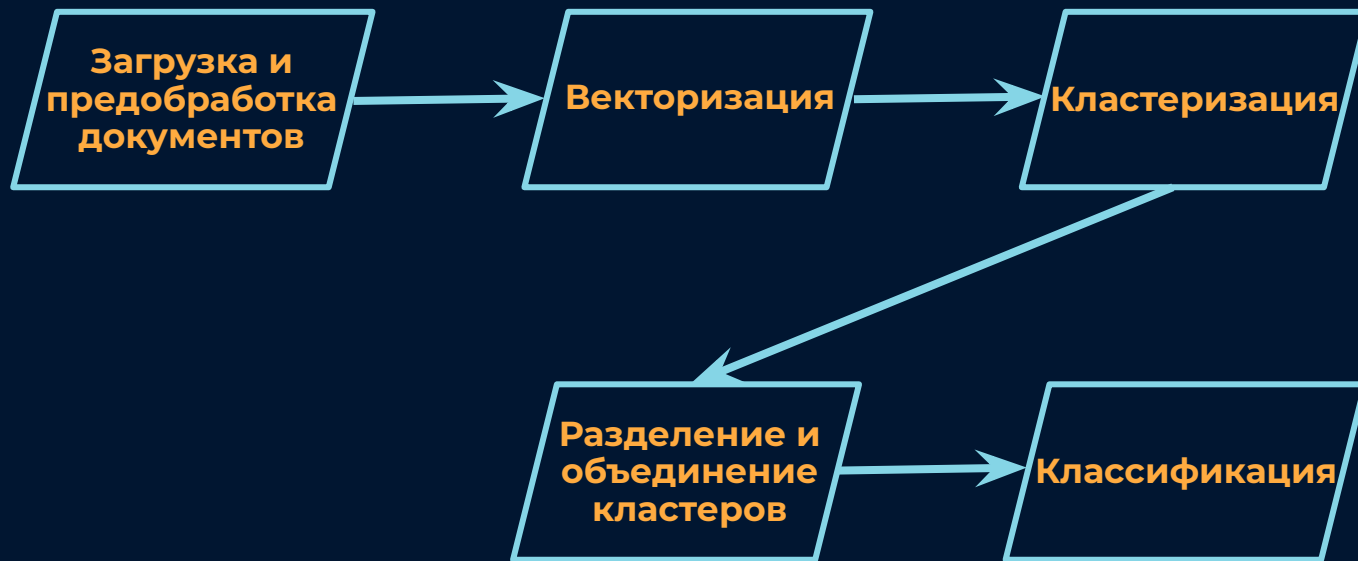 Загрузка и
предобработка
документов
Векторизация
Кластеризация
Разделение и
объединение
кластеров
Классификация